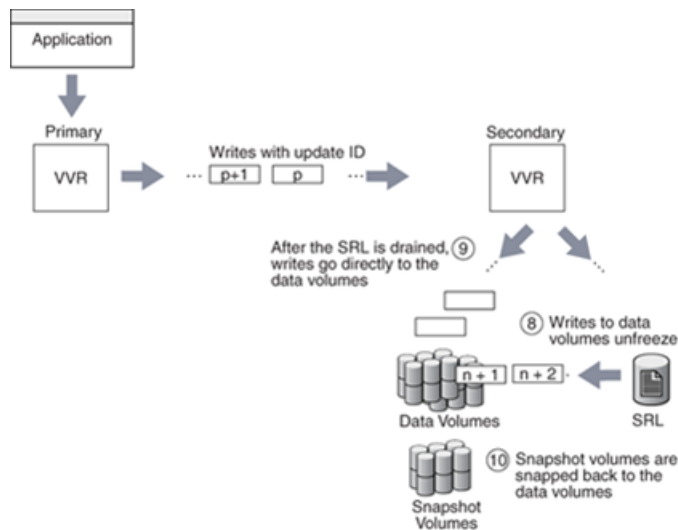 Application
Primary
VVR
Writes with update ID
... p+1 p ...
Secondary
VVR
After the SRL is drained, 9
writes go directly to the
data volumes
8 Writes to data
volumes unfreeze
n + 1 n + 2
Data Volumes
SRL
10 Snapshot volumes are
snapped back to the
data volumes
Snapshot
Volumes